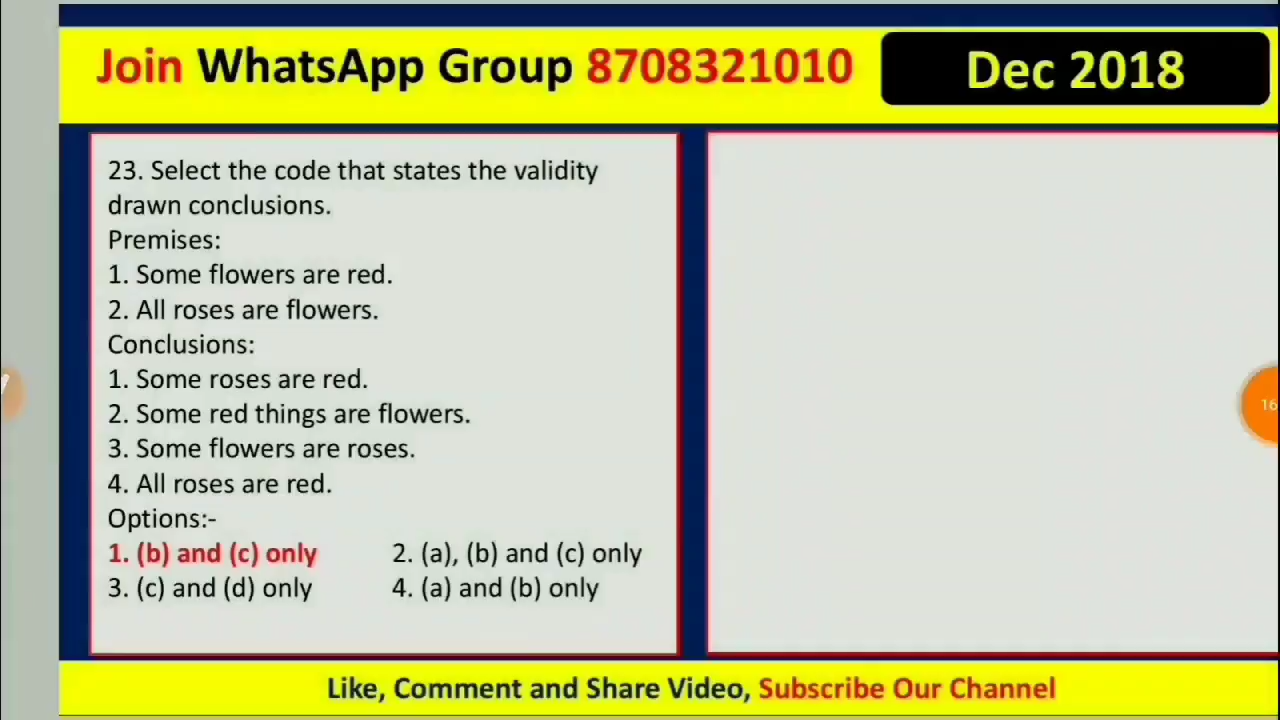 Join WhatsApp Group 8708321010
Dec 2018
23. Select the code that states the validity
drawn conclusions.
Premises:
1. Some flowers are red.
2. All roses are flowers.
Conclusions:
1. Some roses are red.
2. Some red things are flowers.
3. Some flowers are roses.
4. All roses are red.
Options:-
1. (b) and (c) only 2. (a), (b) and (c) only
3. (c) and (d) only 4. (a) and (b) only
16
Like, Comment and Share Video, Subscribe Our Channel